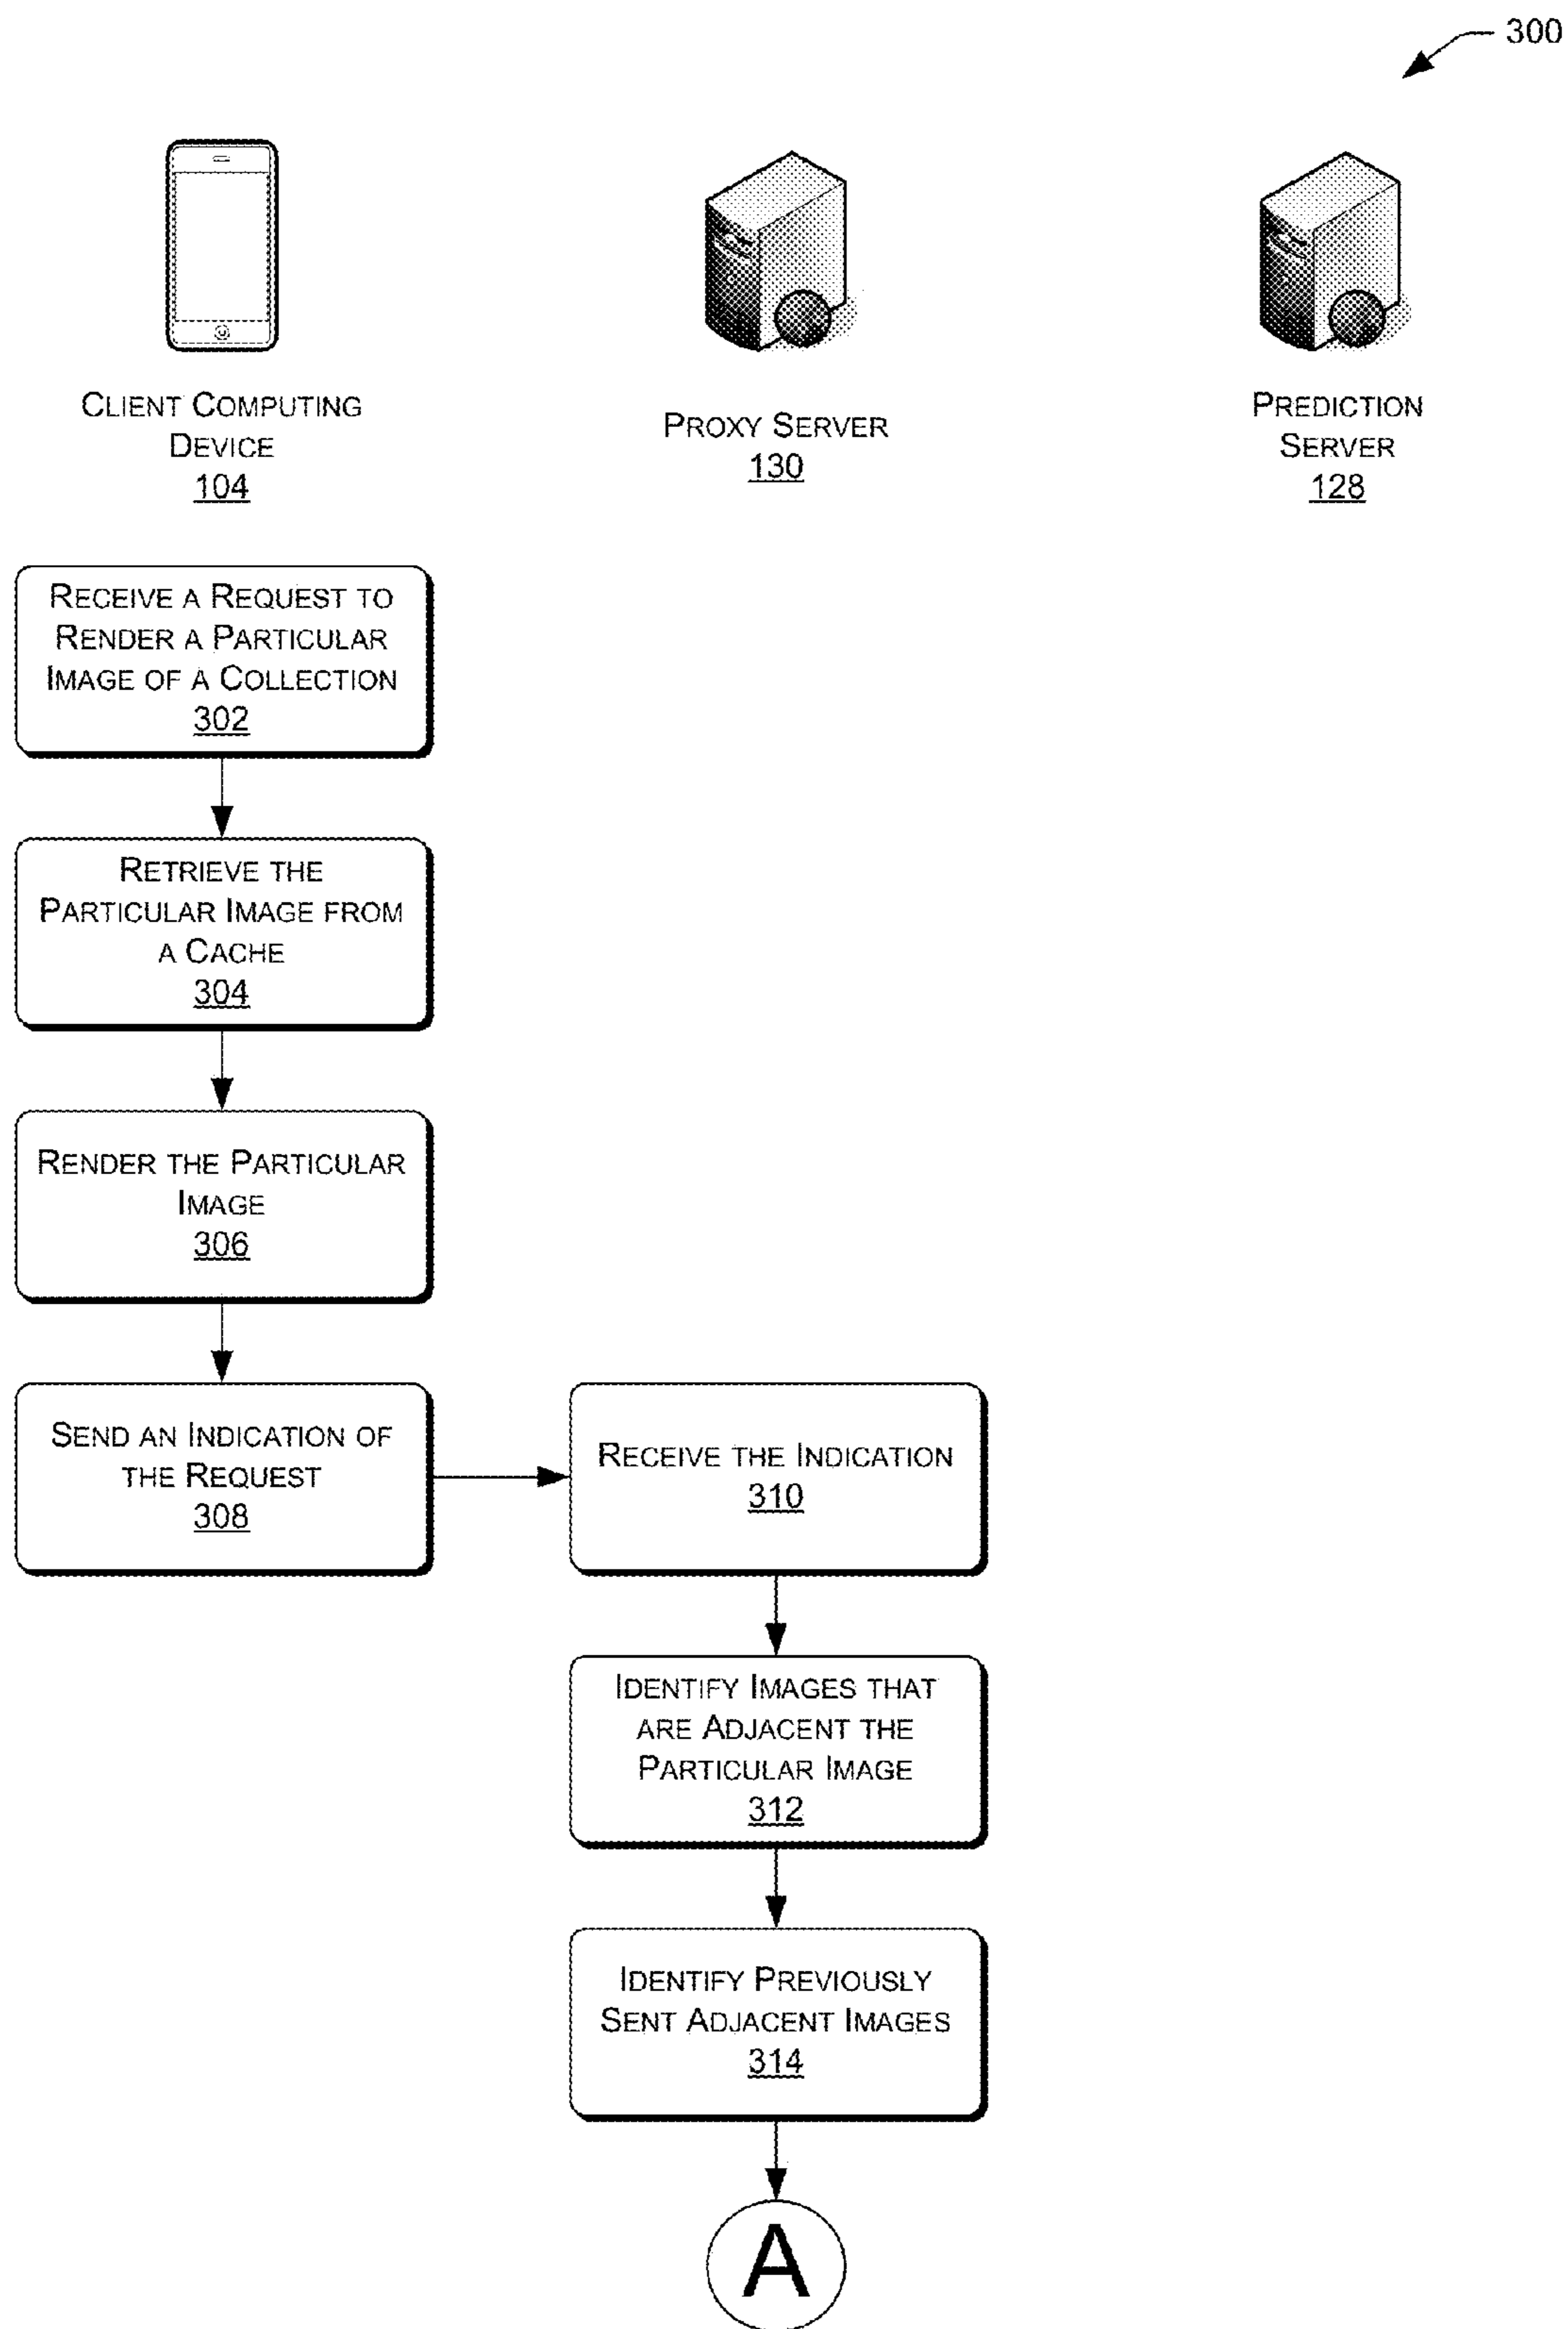 300
CLIENT COMPUTING
DEVICE
104
PROXY SERVER
130
PREDICTION
SERVER
128
RECEIVE A REQUEST TO
RENDER A PARTICULAR
IMAGE OF A COLLECTION
302
RETRIEVE THE
PARTICULAR IMAGE FROM
A CACHE
304
RENDER THE PARTICULAR
IMAGE
306
SEND AN INDICATION OF
THE REQUEST
308
RECEIVE THE INDICATION
310
IDENTIFY IMAGES THAT
ARE ADJACENT THE
PARTICULAR IMAGE
312
IDENTIFY PREVIOUSLY
SENT ADJACENT IMAGES
314
A